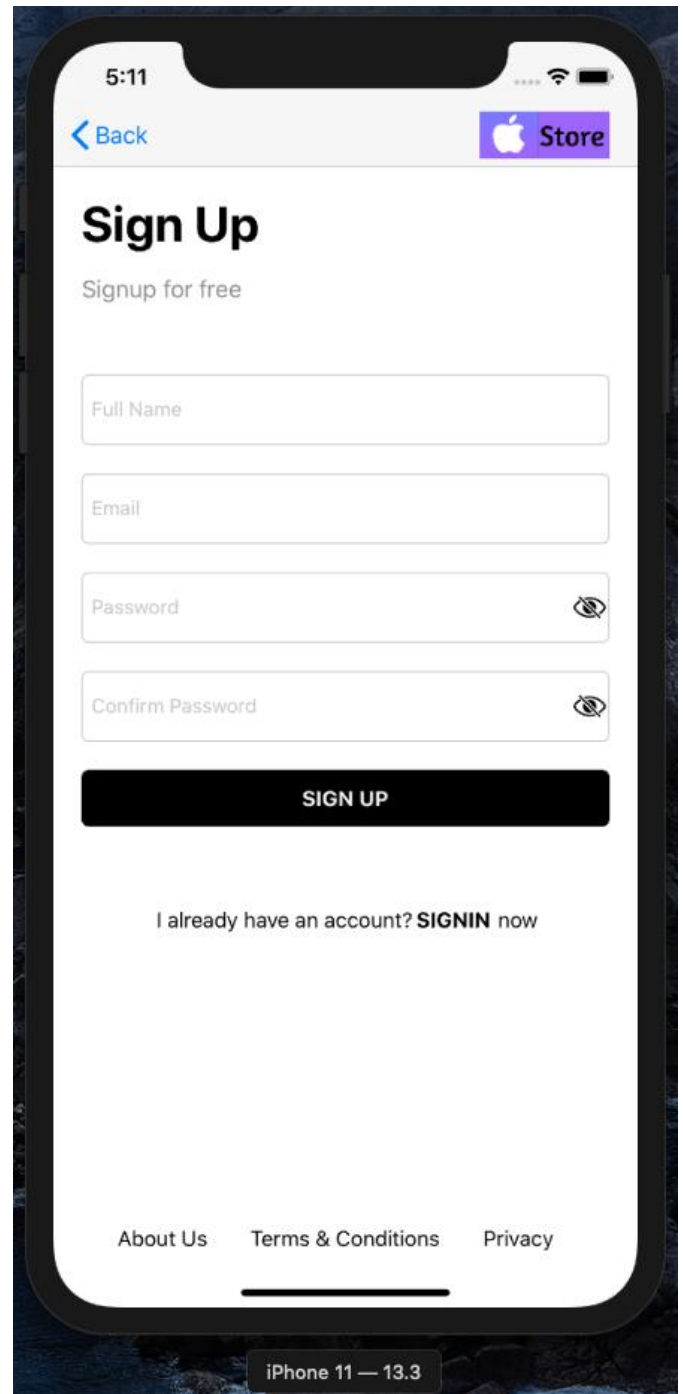 5:11
Back
Store
Sign Up
Signup for free
Full Name
Email
Password
Confirm Password
SIGN UP
I already have an account? SIGNIN now
About Us Terms & Conditions Privacy
iPhone 11 — 13.3